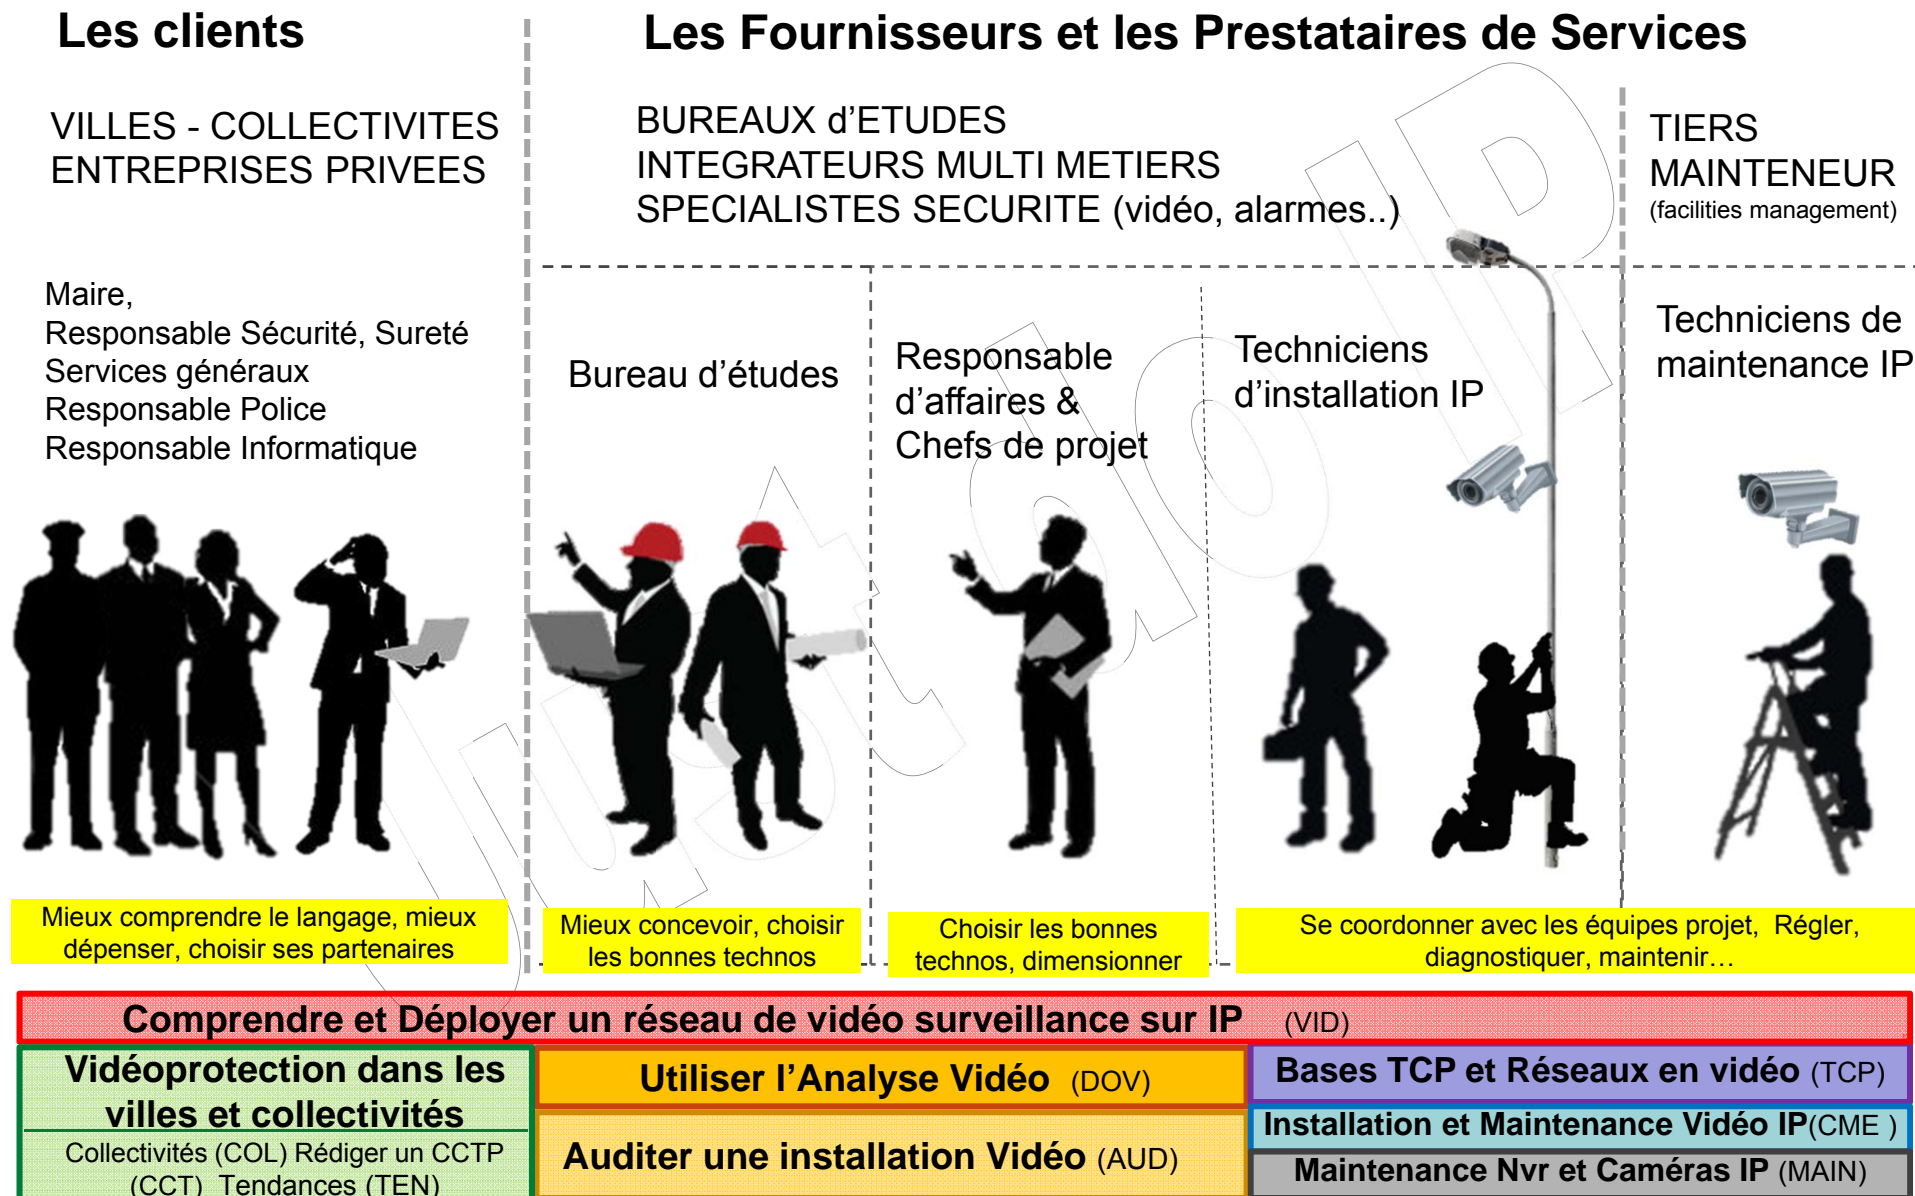 Les clients
Les Fournisseurs et les Prestataires de Services
VILLES - COLLECTIVITES
ENTREPRISES PRIVEES
BUREAUX d'ETUDES
INTEGRATEURS MULTI METIERS
SPECIALISTES SECURITE (vidéo, alarmes..)
TIERS
MAINTENEUR
(facilities management)
Maire,
Responsable Sécurité, Sureté
Services généraux
Responsable Police
Responsable Informatique
Bureau d'études
Responsable
d'affaires &
Chefs de projet
Techniciens
d'installation IP
Techniciens de
maintenance IP
Just do IP
Mieux comprendre le langage, mieux
dépenser, choisir ses partenaires
Mieux concevoir, choisir
les bonnes technos
Choisir les bonnes
technos, dimensionner
Se coordonner avec les équipes projet, Régler,
diagnostiquer, maintenir…
Comprendre et Déployer un réseau de vidéo surveillance sur IP (VID)
Vidéoprotection dans les
villes et collectivités
Collectivités (COL) Rédiger un CCTP
(CCT) Tendances (TEN)
Utiliser l'Analyse Vidéo (DOV)
Auditer une installation Vidéo (AUD)
Bases TCP et Réseaux en vidéo (TCP)
Installation et Maintenance Vidéo IP(CME )
Maintenance Nvr et Caméras IP (MAIN)